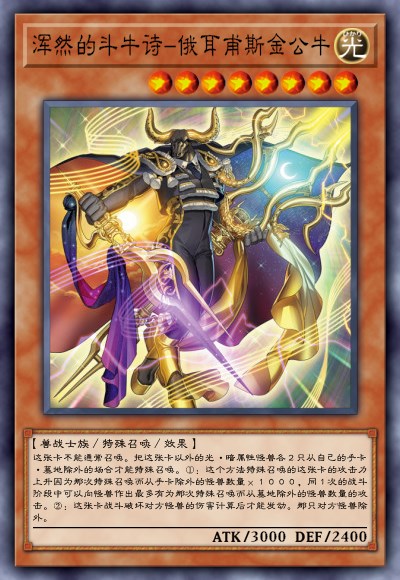 浑然的斗牛诗-俄耳甫斯金公牛
ひかり
光
【兽战士族／特殊召唤／效果】
这张卡不能通常召唤。把这张卡以外的光·暗属性怪兽各2只从自己的手卡
·墓地除外的场合才能特殊召唤。①：这个方法特殊召唤的这张卡的攻击力
上升因为那次特殊召唤而从手卡除外的怪兽数量×1000，同1次的战斗
阶段中可以向怪兽作出最多有为那次特殊召唤而从墓地除外的怪兽数量的攻
击。②：这张卡战斗破坏对方怪兽的伤害计算后才能发动。那只对方怪兽
除外。
ATK/3000 DEF/2400